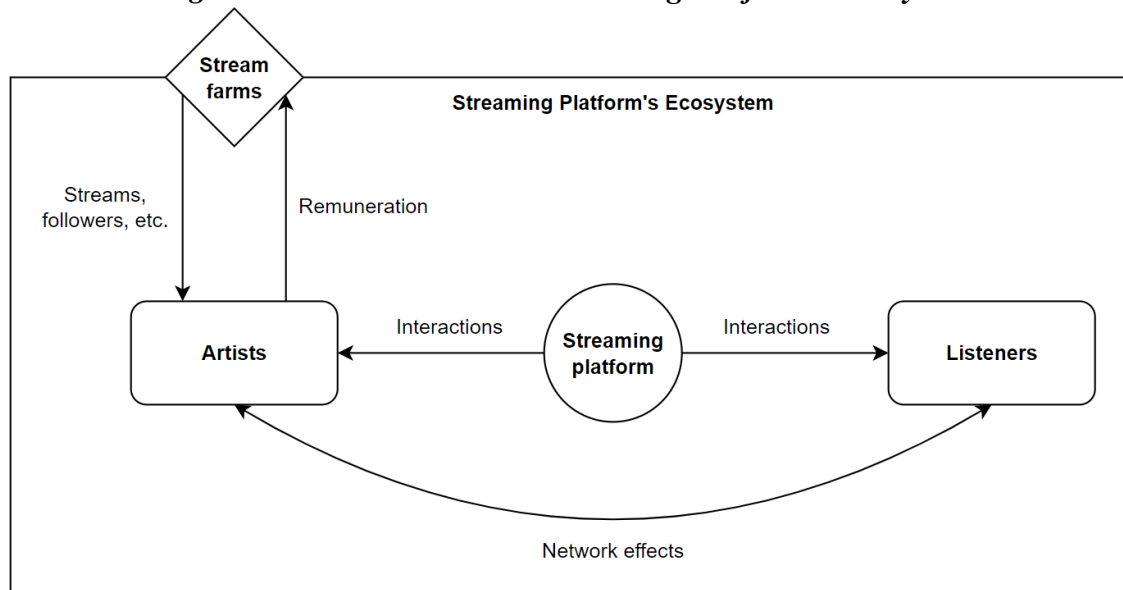 Stream
farms
Streaming Platform's Ecosystem
Streams,
followers, etc.
Remuneration
Interactions
Interactions
Artists
Streaming
platform
Listeners
Network effects